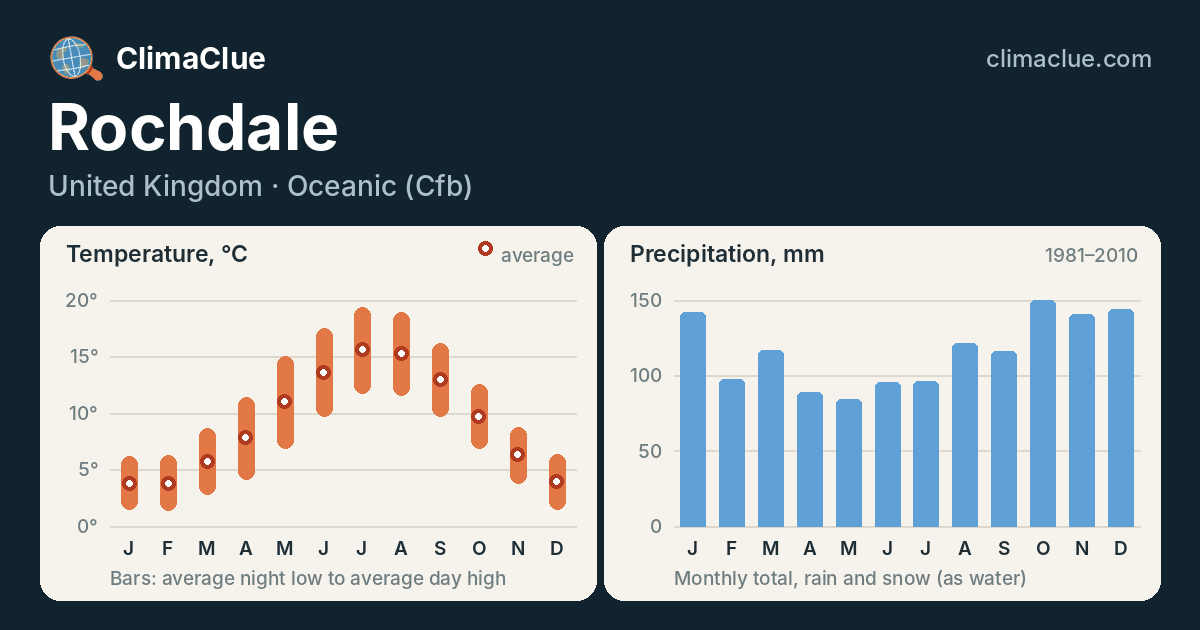 ClimaClue
climaclue.com
Rochdale
United Kingdom · Oceanic (Cfb)
Temperature, °C
average
20°
15°
10°
5°
0°
J F M A M J J A S O N D
Bars: average night low to average day high
Precipitation, mm
1981–2010
150
100
50
0
J F M A M J J A S O N D
Monthly total, rain and snow (as water)